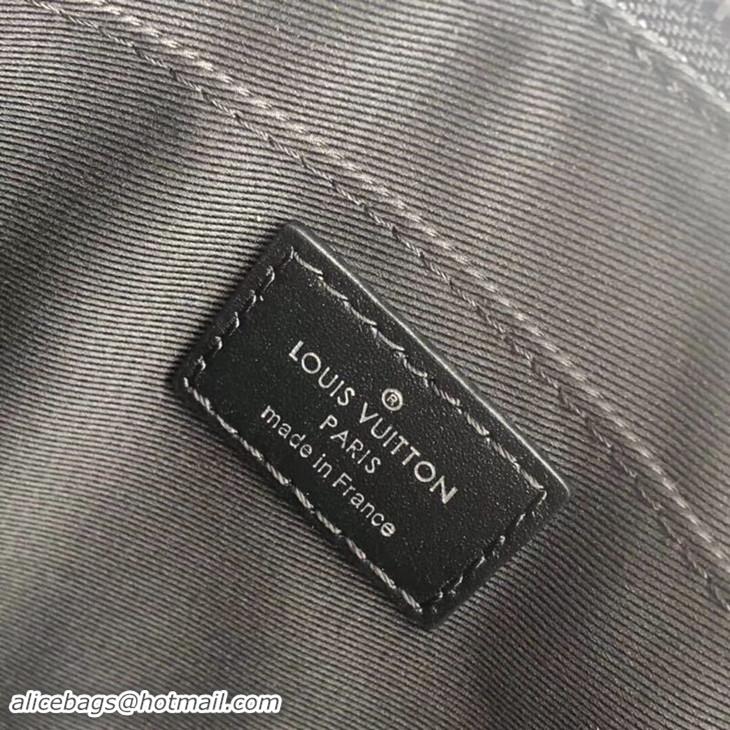 ®
LOUIS VUITTON
PARIS
made in France
alicebags@hotmail.com